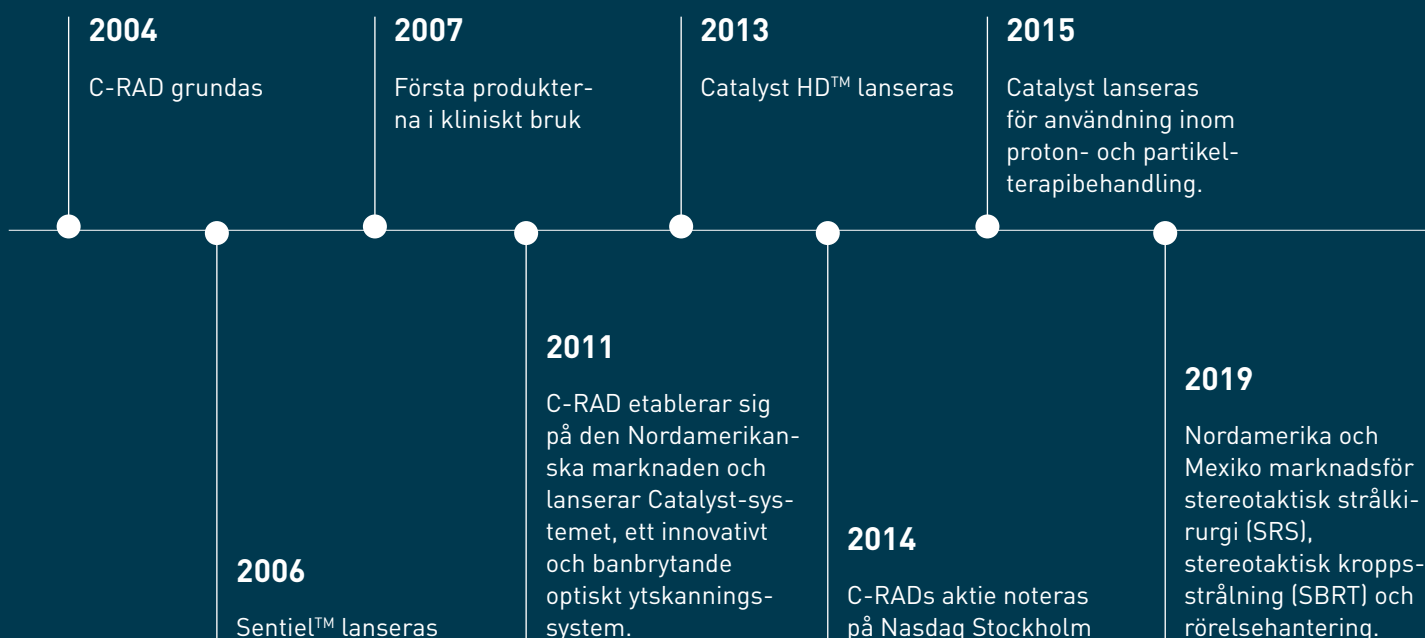 2004
C-RAD grundas
2007
Första produkter-
na i kliniskt bruk
2013
Catalyst HD™ lanseras
2015
Catalyst lanseras
för användning inom
proton- och partikel-
terapibehandling.
2006
Sentiel™ lanseras
2011
C-RAD etablerar sig
på den Nordamerikan-
ska marknaden och
lanserar Catalyst-sys-
temet, ett innovativt
och banbrytande
optiskt ytskannings-
system.
2014
C-RADs aktie noteras
på Nasdaq Stockholm
2019
Nordamerika och
Mexiko marknadsför
stereotaktisk strålki-
rurgi (SRS),
stereotaktisk kropps-
strålning (SBRT) och
rörelsehantering.